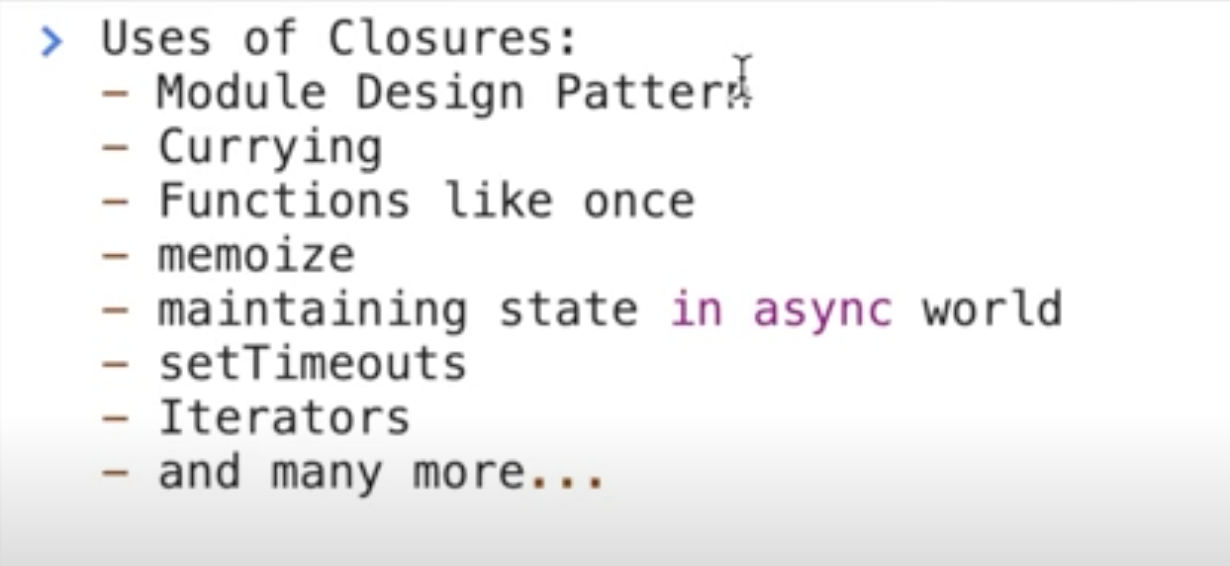 > Uses of Closures:
– Module Design Pattern
– Currying
– Functions like once
– memoize
– maintaining state in async world
– setTimeouts
– Iterators
– and many more...